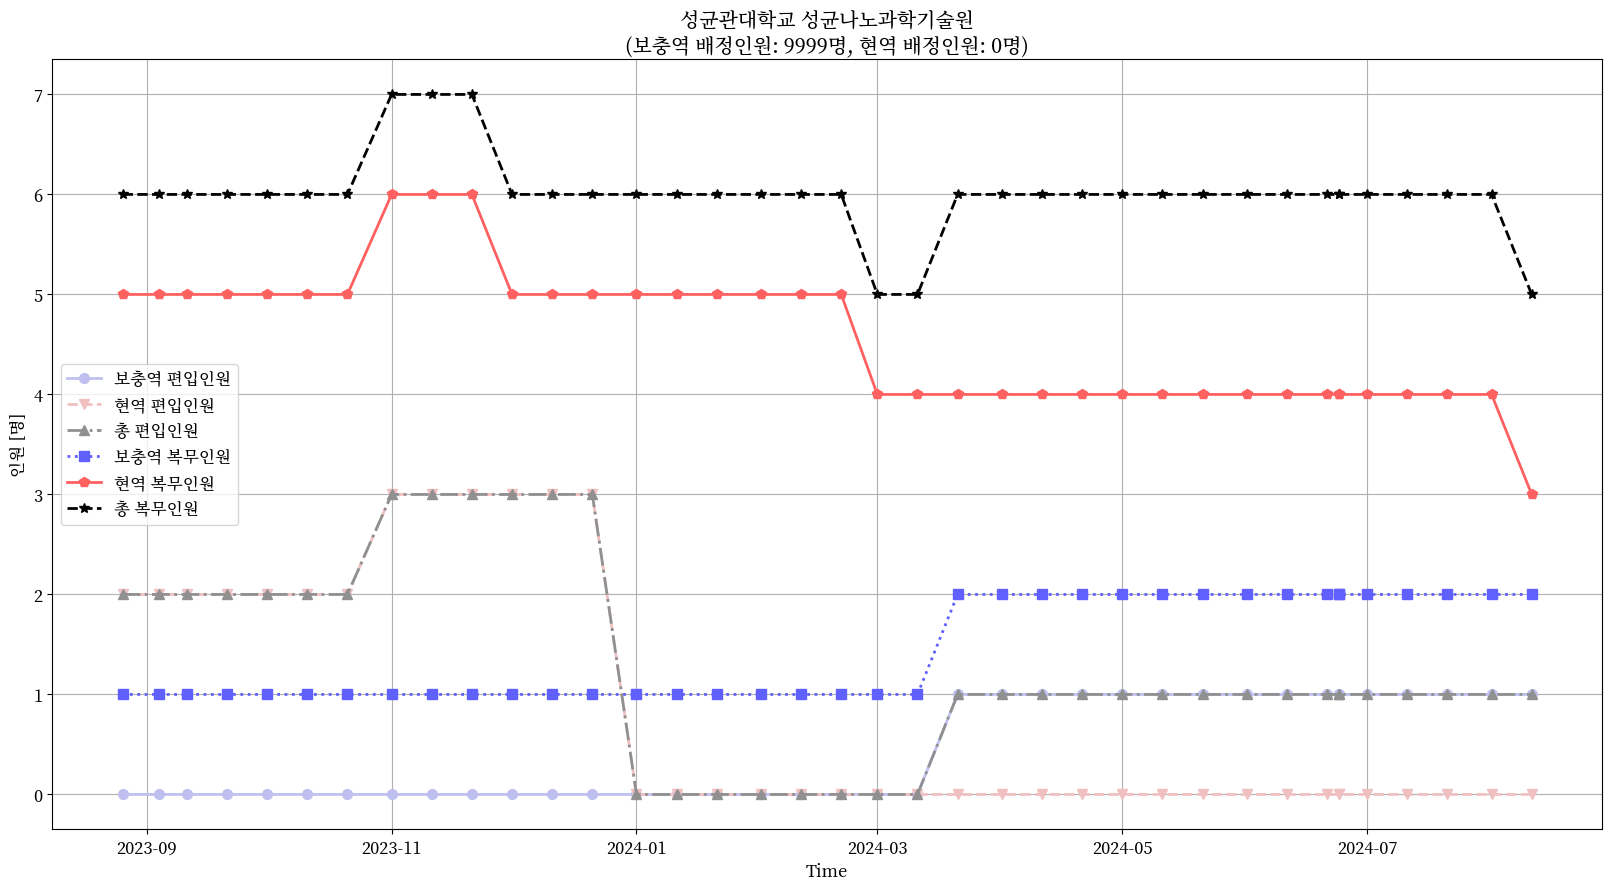 성균관대학교 성균나노과학기술원
(보충역 배정인원: 9999명, 현역 배정인원: 0명)
7
6
5
4
3
2
1
0
인원 [명]
보충역 편입인원
현역 편입인원
총 편입인원
보충역 복무인원
현역 복무인원
총 복무인원
2023-09
2023-11
2024-01
2024-03
2024-05
2024-07
Time